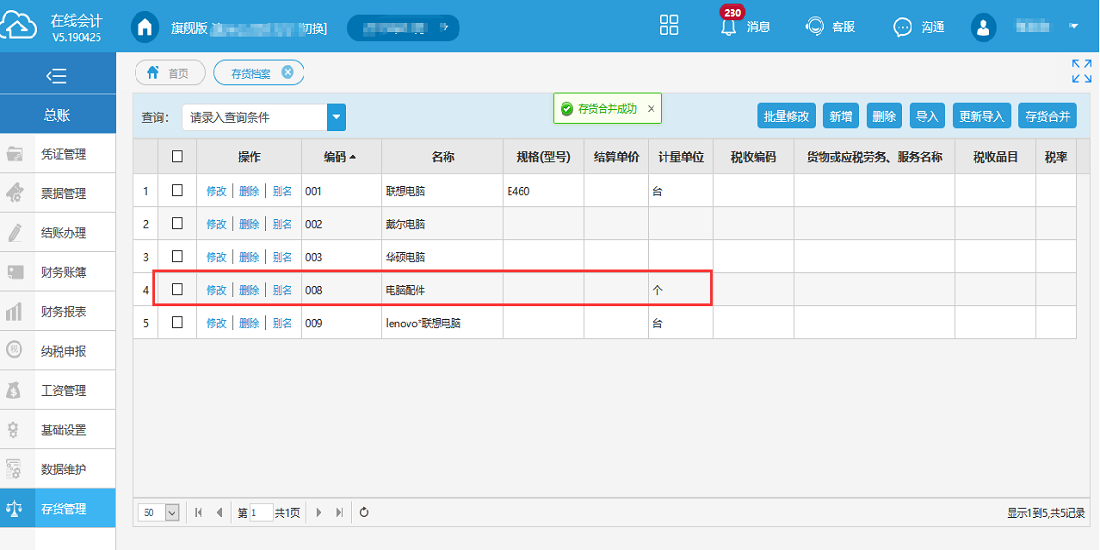 在线会计
V5.190425
旗舰版
切换]
230
消息
客服
沟通
总账
凭证管理
票据管理
结账办理
财务账簿
财务报表
纳税申报
工资管理
基础设置
数据维护
存货管理
首页
存货档案
查询: 请录入查询条件
存货合并成功 ×
批量修改 新增 删除 导入 更新导入 存货合并
操作 编码 名称 规格(型号) 结算单价 计量单位 税收编码 货物或应税劳务、服务名称 税收品目 税率
1 修改 | 删除 | 别名 001 联想电脑 E460 台
2 修改 | 删除 | 别名 002 戴尔电脑
3 修改 | 删除 | 别名 003 华硕电脑
4 修改 | 删除 | 别名 008 电脑配件 个
5 修改 | 删除 | 别名 009 lenovo*联想电脑 台
50 第 1 共1页
显示1到5,共5记录